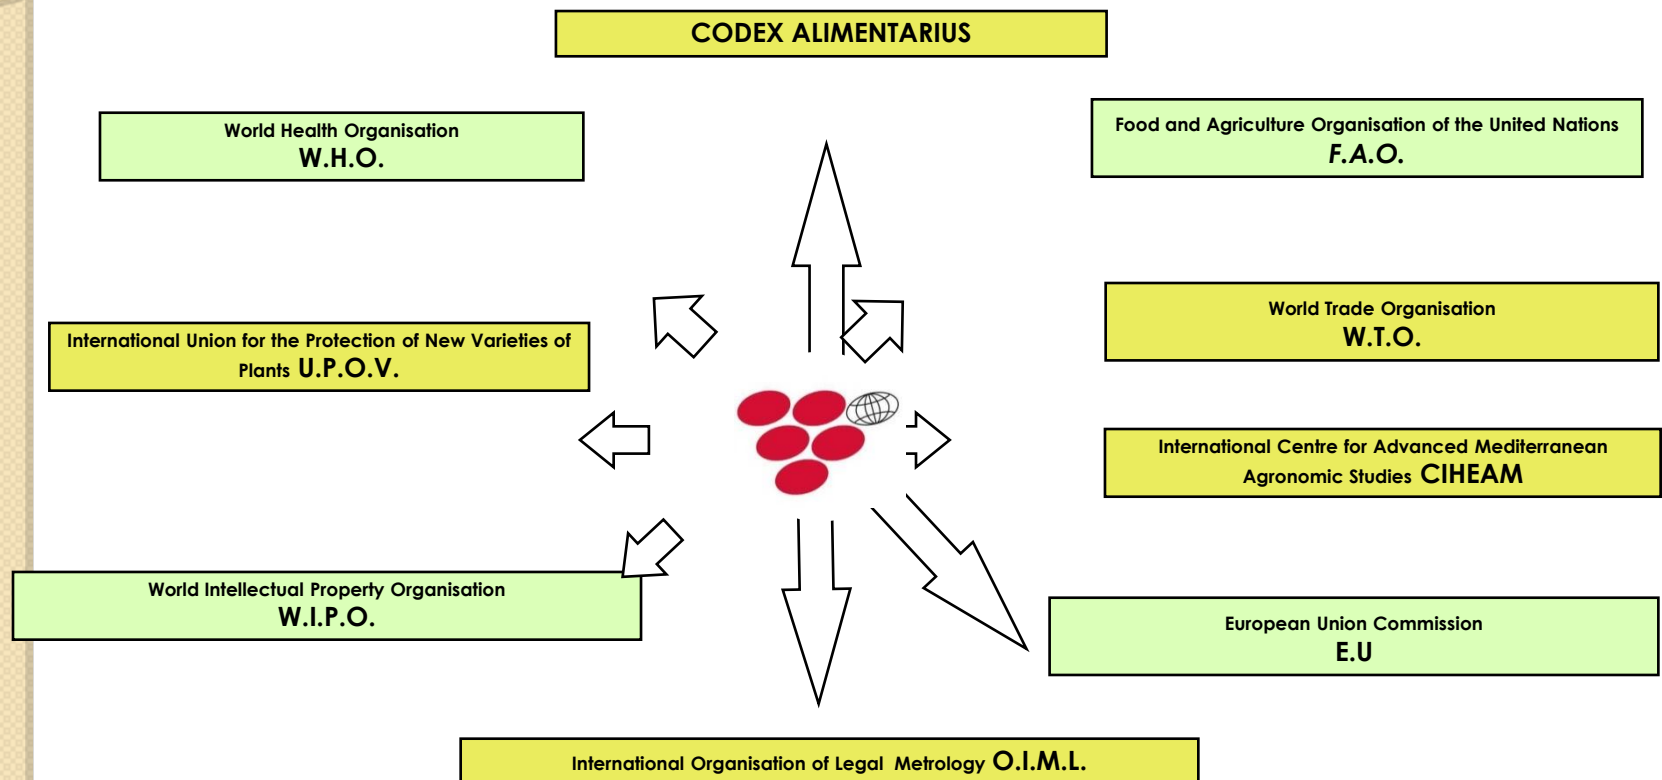 CODEX ALIMENTARIUS
World Health Organisation
W.H.O.
Food and Agriculture Organisation of the United Nations
F.A.O.
International Union for the Protection of New Varieties of
Plants U.P.O.V.
World Trade Organisation
W.T.O.
International Centre for Advanced Mediterranean
Agronomic Studies CIHEAM
World Intellectual Property Organisation
W.I.P.O.
European Union Commission
E.U
International Organisation of Legal Metrology O.I.M.L.